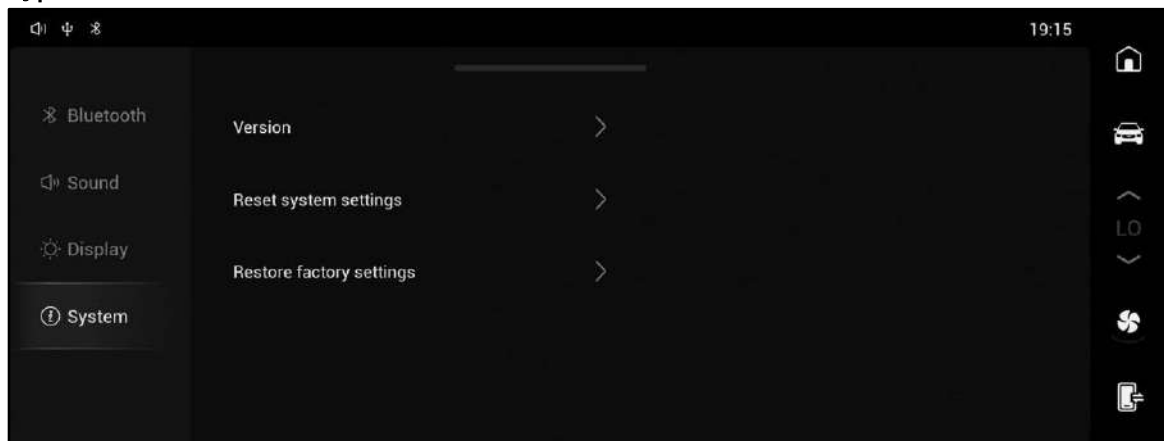 19:15
Bluetooth
Sound
Display
System
Version
Reset system settings
Restore factory settings
LO